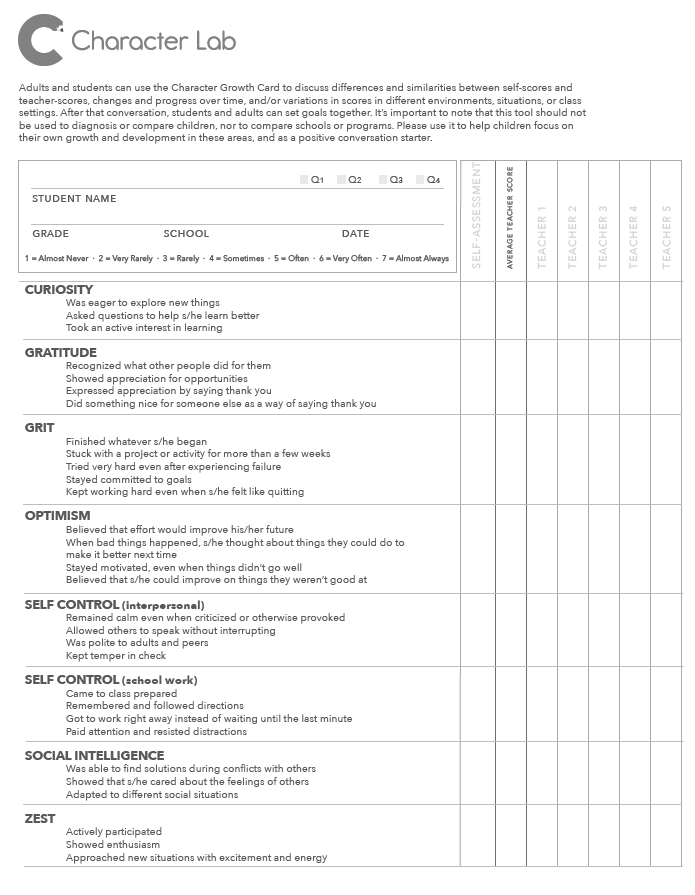 Character Lab
Adults and students can use the Character Growth Card to discuss differences and similarities between self-scores and
teacher-scores, changes and progress over time, and/or variations in scores in different environments, situations, or class
settings. After that conversation, students and adults can set goals together. It's important to note that this tool should not
be used to diagnosis or compare children, nor to compare schools or programs. Please use it to help children focus on
their own growth and development in these areas, and as a positive conversation starter.
Q1 Q2 Q3 Q4
STUDENT NAME
GRADE SCHOOL DATE
1 = Almost Never · 2 = Very Rarely · 3 = Rarely · 4 = Sometimes · 5 = Often · 6 = Very Often · 7 = Almost Always
SELF-ASSESSMENT
AVERAGE TEACHER SCORE
TEACHER 1
TEACHER 2
TEACHER 3
TEACHER 4
TEACHER 5
CURIOSITY
Was eager to explore new things
Asked questions to help s/he learn better
Took an active interest in learning
GRATITUDE
Recognized what other people did for them
Showed appreciation for opportunities
Expressed appreciation by saying thank you
Did something nice for someone else as a way of saying thank you
GRIT
Finished whatever s/he began
Stuck with a project or activity for more than a few weeks
Tried very hard even after experiencing failure
Stayed committed to goals
Kept working hard even when s/he felt like quitting
OPTIMISM
Believed that effort would improve his/her future
When bad things happened, s/he thought about things they could do to
make it better next time
Stayed motivated, even when things didn't go well
Believed that s/he could improve on things they weren't good at
SELF CONTROL (interpersonal)
Remained calm even when criticized or otherwise provoked
Allowed others to speak without interrupting
Was polite to adults and peers
Kept temper in check
SELF CONTROL (school work)
Came to class prepared
Remembered and followed directions
Got to work right away instead of waiting until the last minute
Paid attention and resisted distractions
SOCIAL INTELLIGENCE
Was able to find solutions during conflicts with others
Showed that s/he cared about the feelings of others
Adapted to different social situations
ZEST
Actively participated
Showed enthusiasm
Approached new situations with excitement and energy